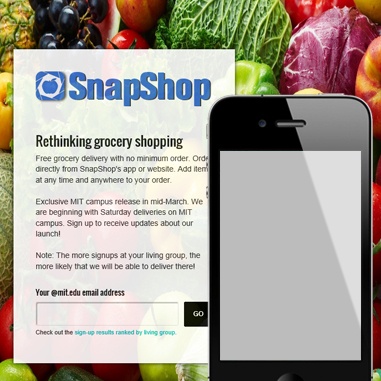 SnapShop
Rethinking grocery shopping
Free grocery delivery with no minimum order. Orde
directly from SnapShop's app or website. Add item
at any time and anywhere to your order.
Exclusive MIT campus release in mid-March. We
are beginning with Saturday deliveries on MIT
campus. Sign up to receive updates about our
launch!
Note: The more signups at your living group, the
more likely that we will be able to deliver there!
Your @mit.edu email address
GO
Check out the sign-up results ranked by living group.